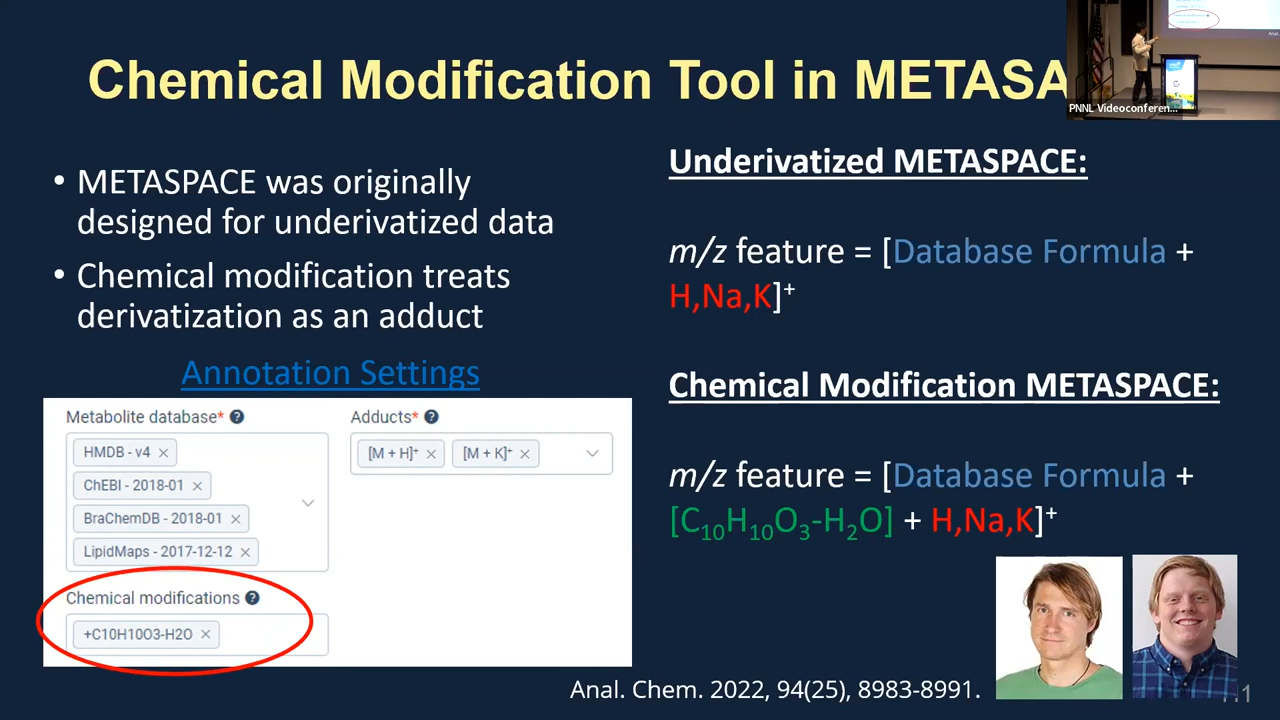 Chemical Modification Tool in METASA
PNNL Videoconferen...
• METASPACE was originally
designed for underivatized data
• Chemical modification treats
derivatization as an adduct
Annotation Settings
Metabolite database* ?
HMDB - v4 ×
ChEBI - 2018-01 ×
BraChemDB - 2018-01 ×
LipidMaps - 2017-12-12 ×
Adducts* ?
[M + H]⁺ × [M + K]⁺ ×
Chemical modifications ?
+C10H10O3-H2O ×
Underivatized METASPACE:
m/z feature = [Database Formula +
H,Na,K]⁺
Chemical Modification METASPACE:
m/z feature = [Database Formula +
[C₁₀H₁₀O₃-H₂O] + H,Na,K]⁺
Anal. Chem. 2022, 94(25), 8983-8991.